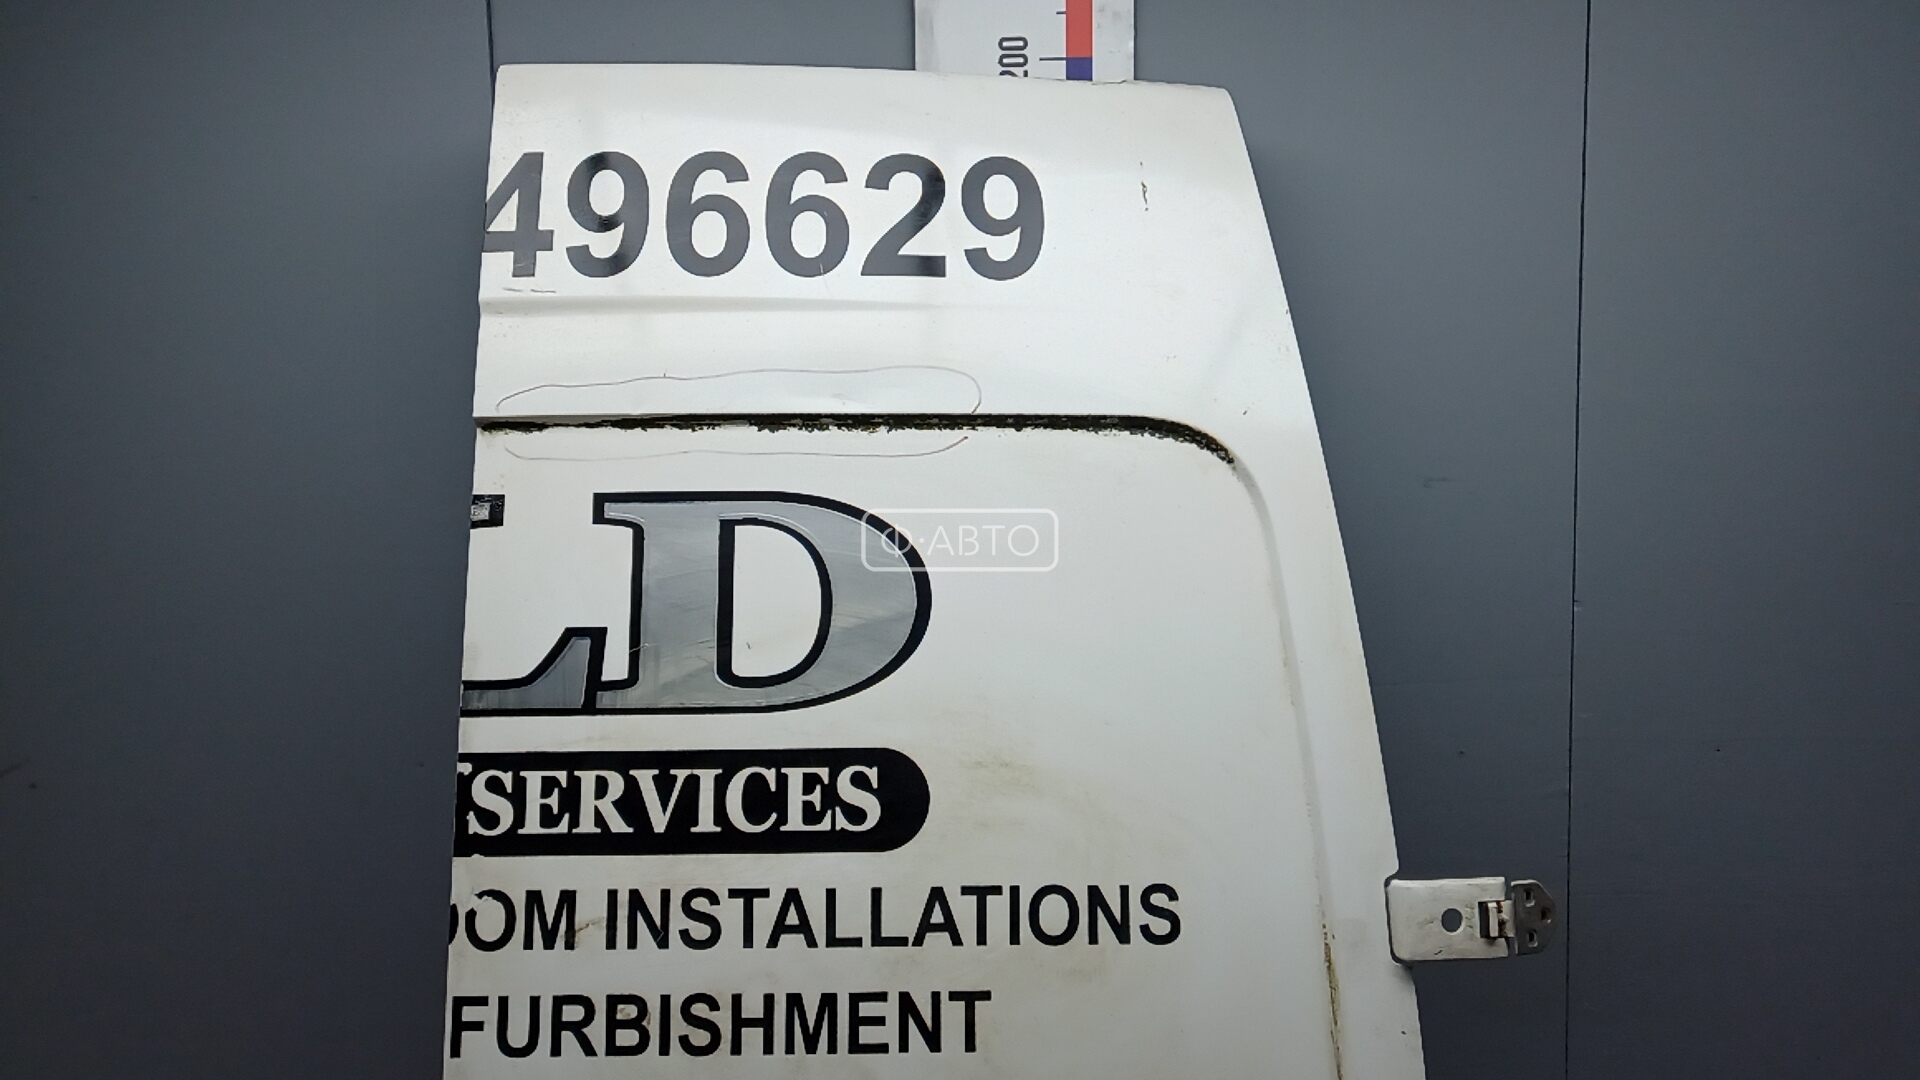 200
496629
LD
Ф·АВТО
SERVICES
OOM INSTALLATIONS
FURBISHMENT